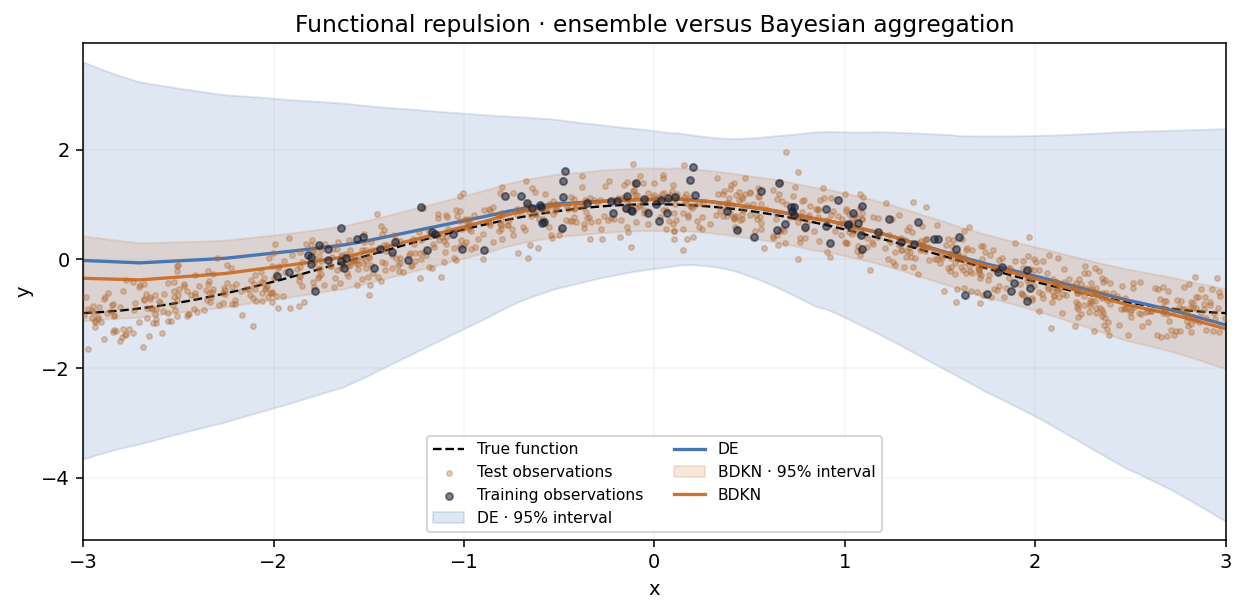 Functional repulsion · ensemble versus Bayesian aggregation
y
2
0
−2
−4
−3
−2
−1
0
1
2
3
x
True function
Test observations
Training observations
DE · 95% interval
DE
BDKN · 95% interval
BDKN